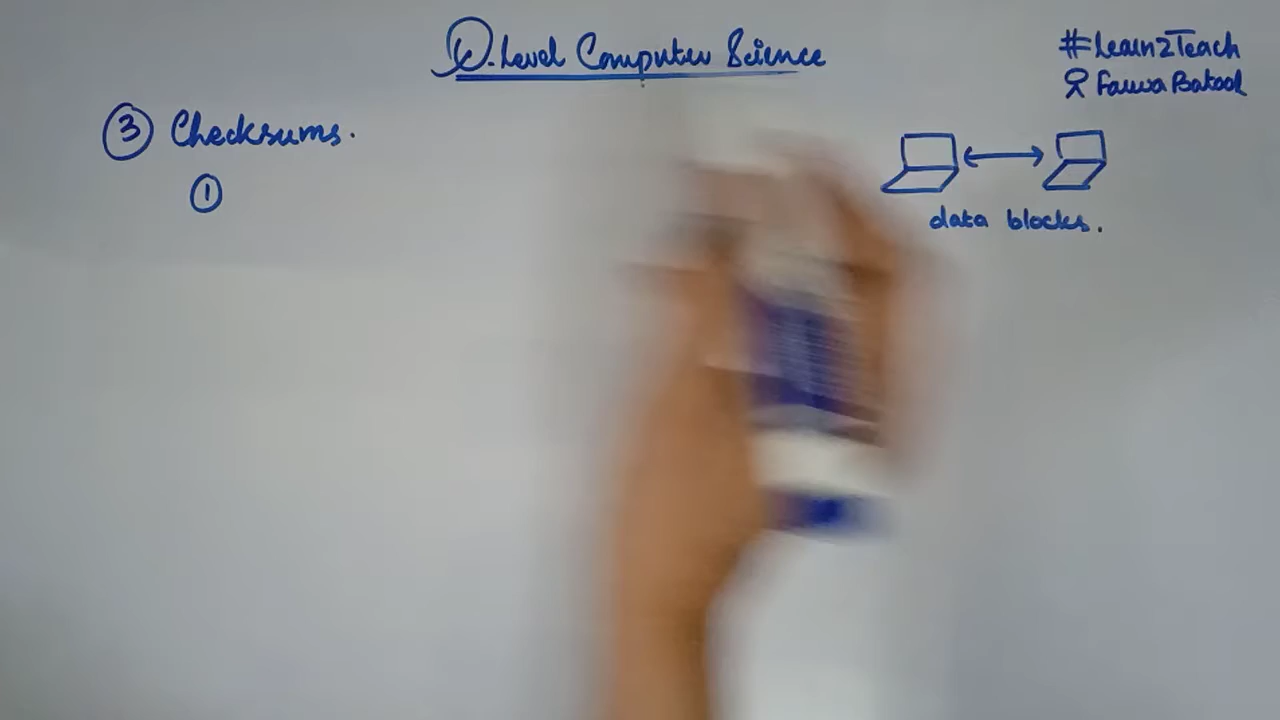 O.Level Computer Science
#Learn2Teach
Fauwa Batool
③ Checksums.
①
data blocks.